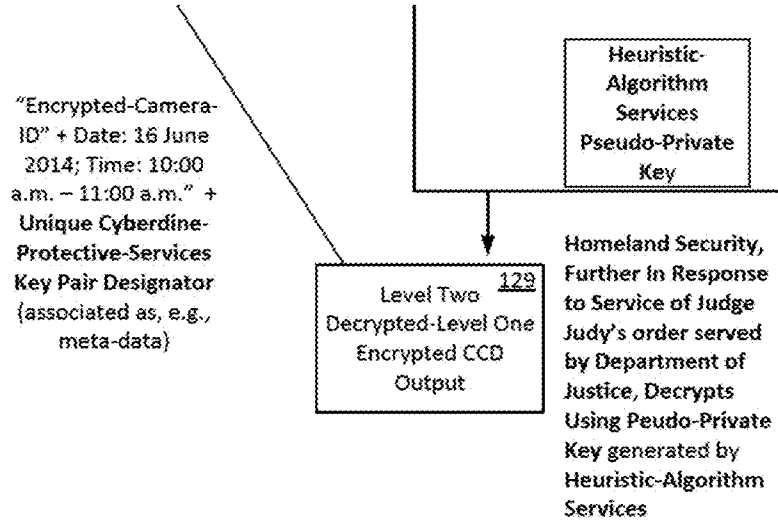 "Encrypted-Camera-
ID" + Date: 16 June
2014; Time: 10:00
a.m. – 11:00 a.m." +
Unique Cyberdine-
Protective-Services
Key Pair Designator
(associated as, e.g.,
meta-data)
Heuristic-
Algorithm
Services
Pseudo-Private
Key
129
Level Two
Decrypted-Level One
Encrypted CCD
Output
Homeland Security,
Further In Response
to Service of Judge
Judy's order served
by Department of
Justice, Decrypts
Using Peudo-Private
Key generated by
Heuristic-Algorithm
Services